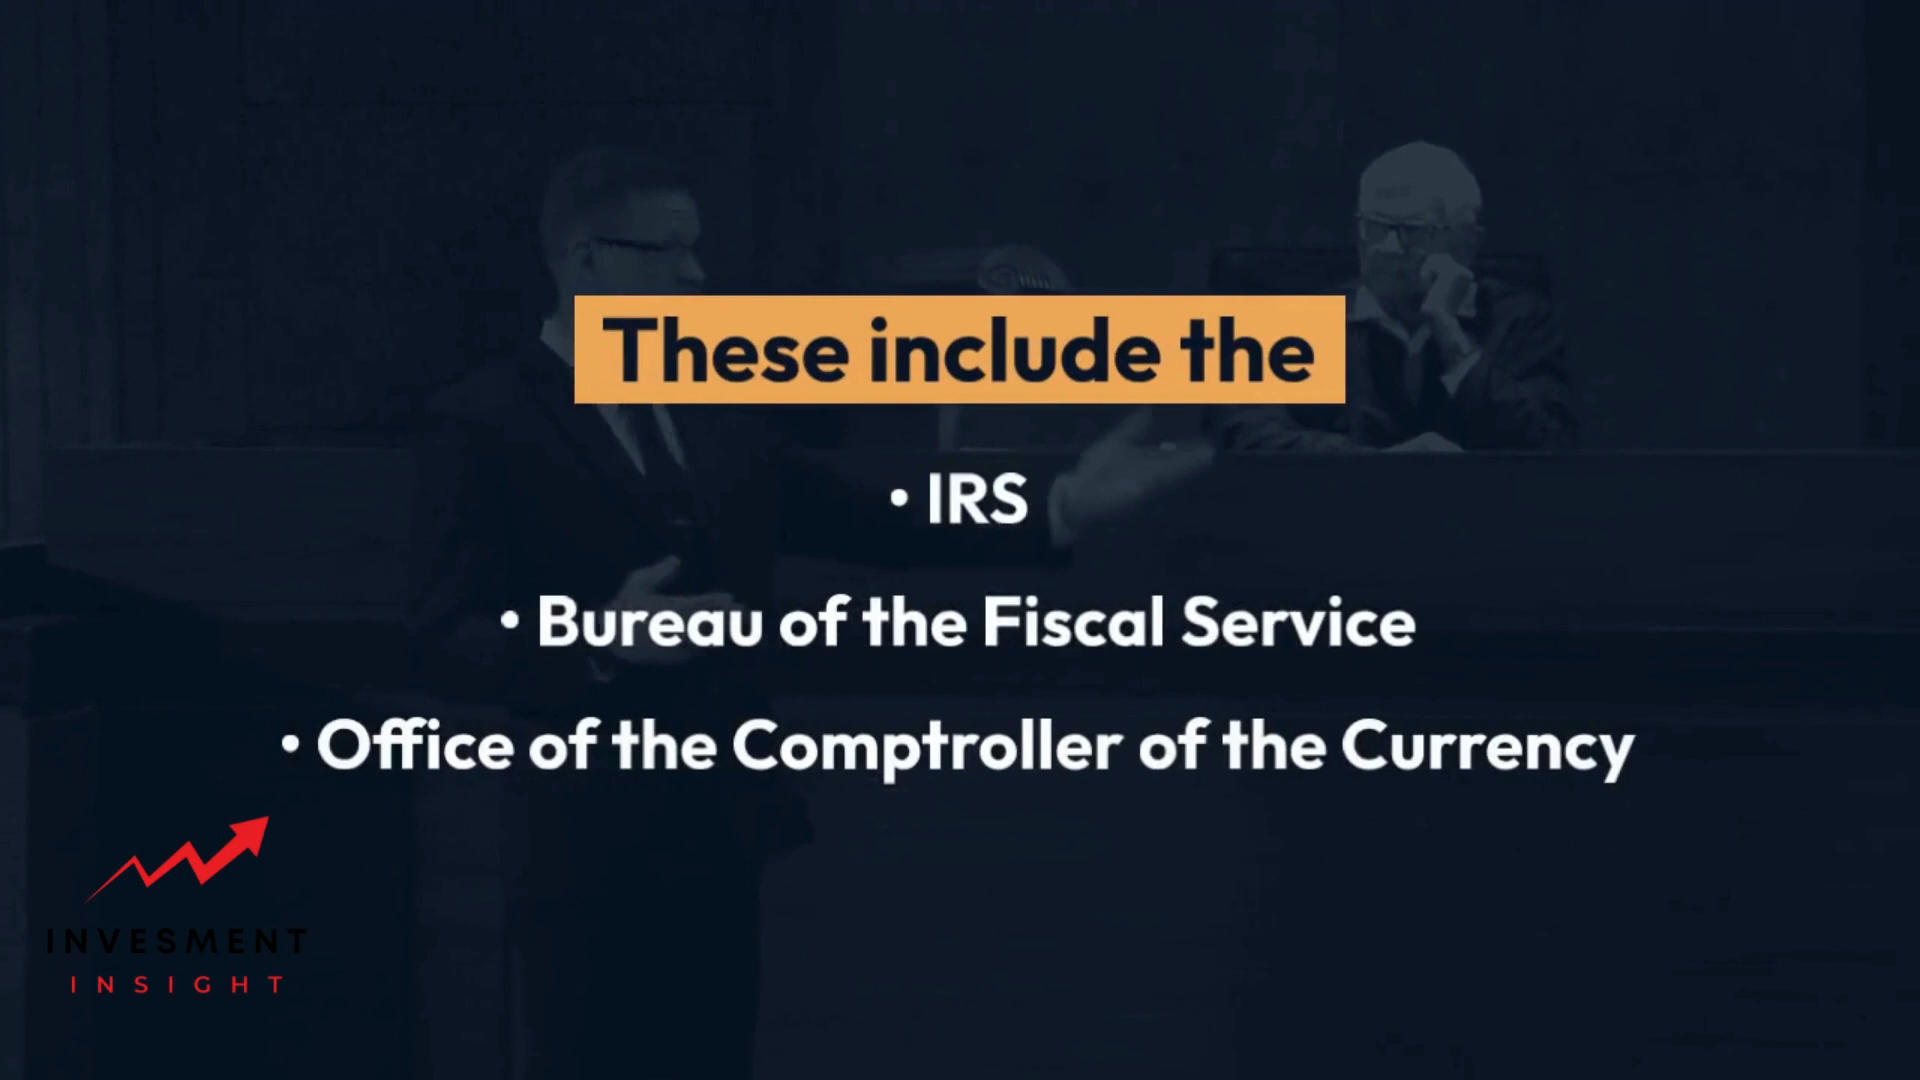 These include the
• IRS
• Bureau of the Fiscal Service
• Office of the Comptroller of the Currency
INVESMENT
INSIGHT